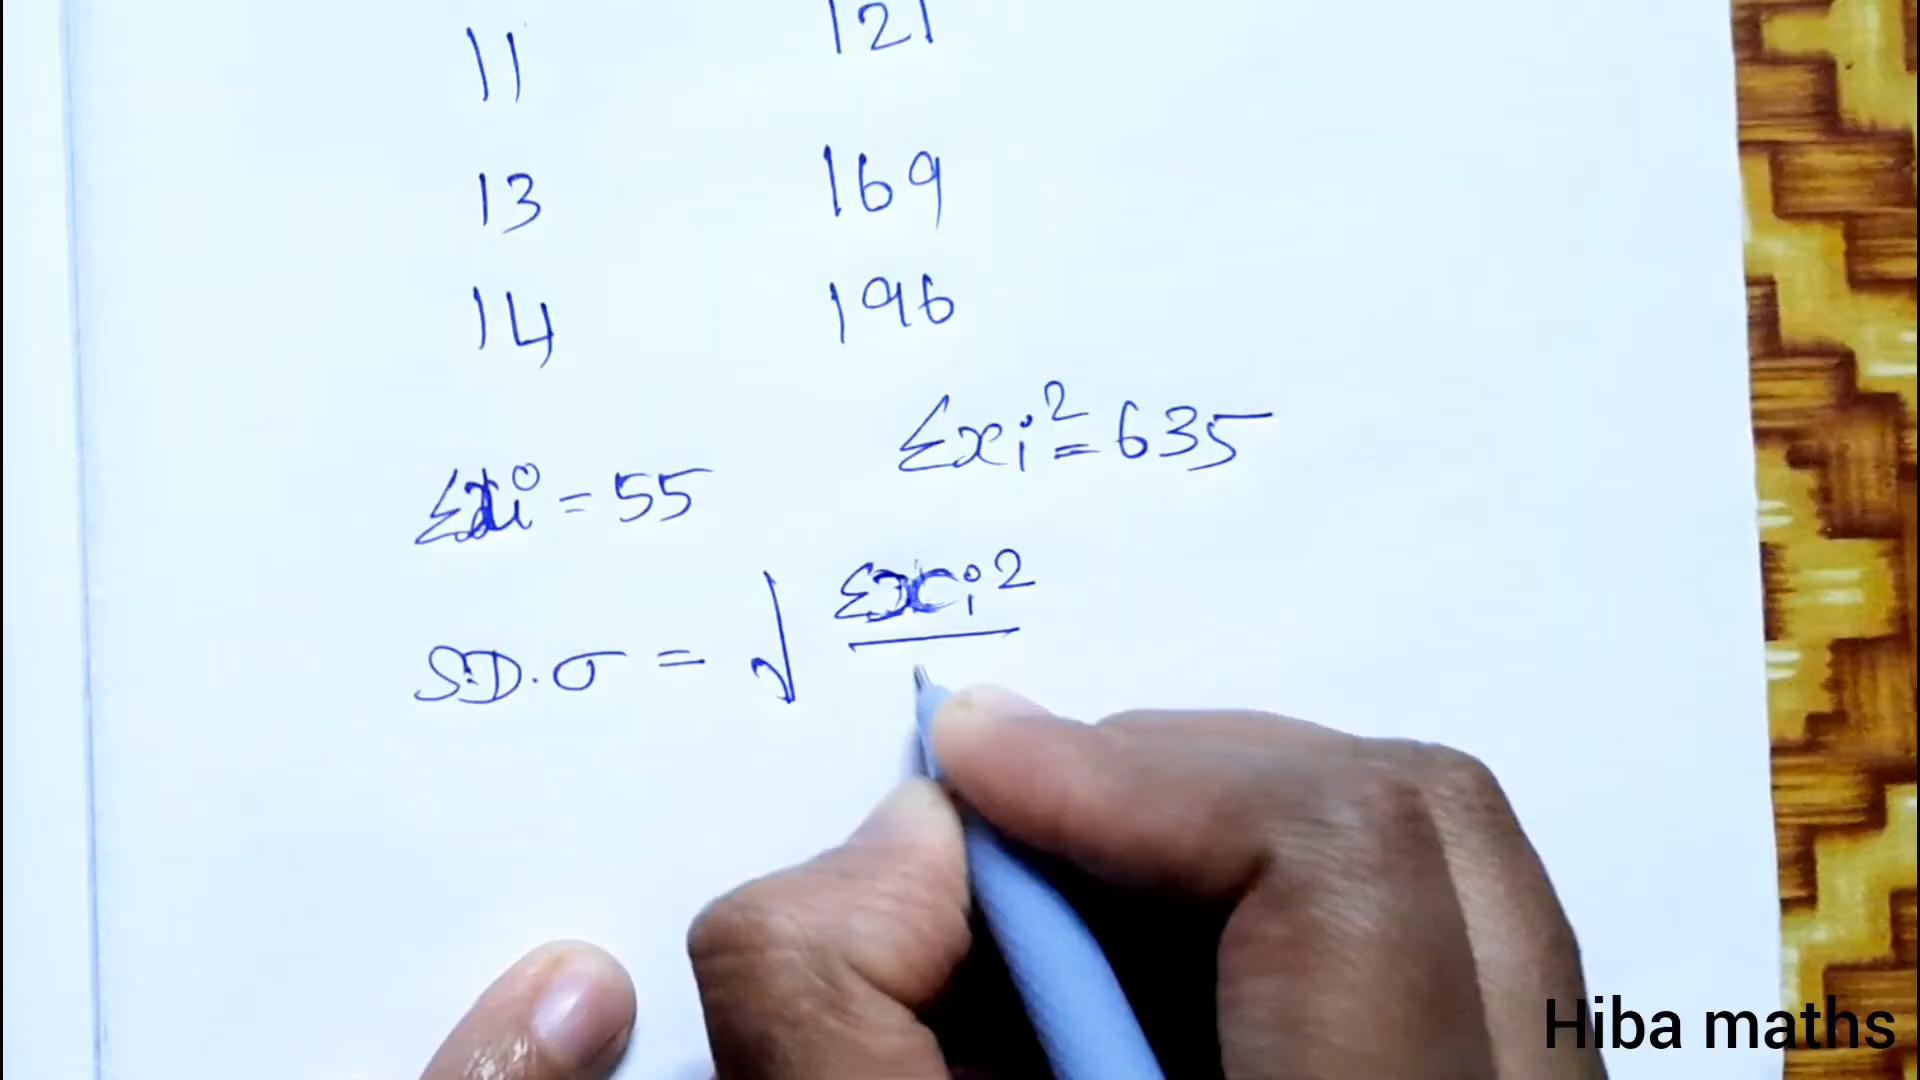 11 121
13 169
14 196
Σxi² = 635
Σxi = 55
S.D. σ = √ Σxi²
Hiba maths